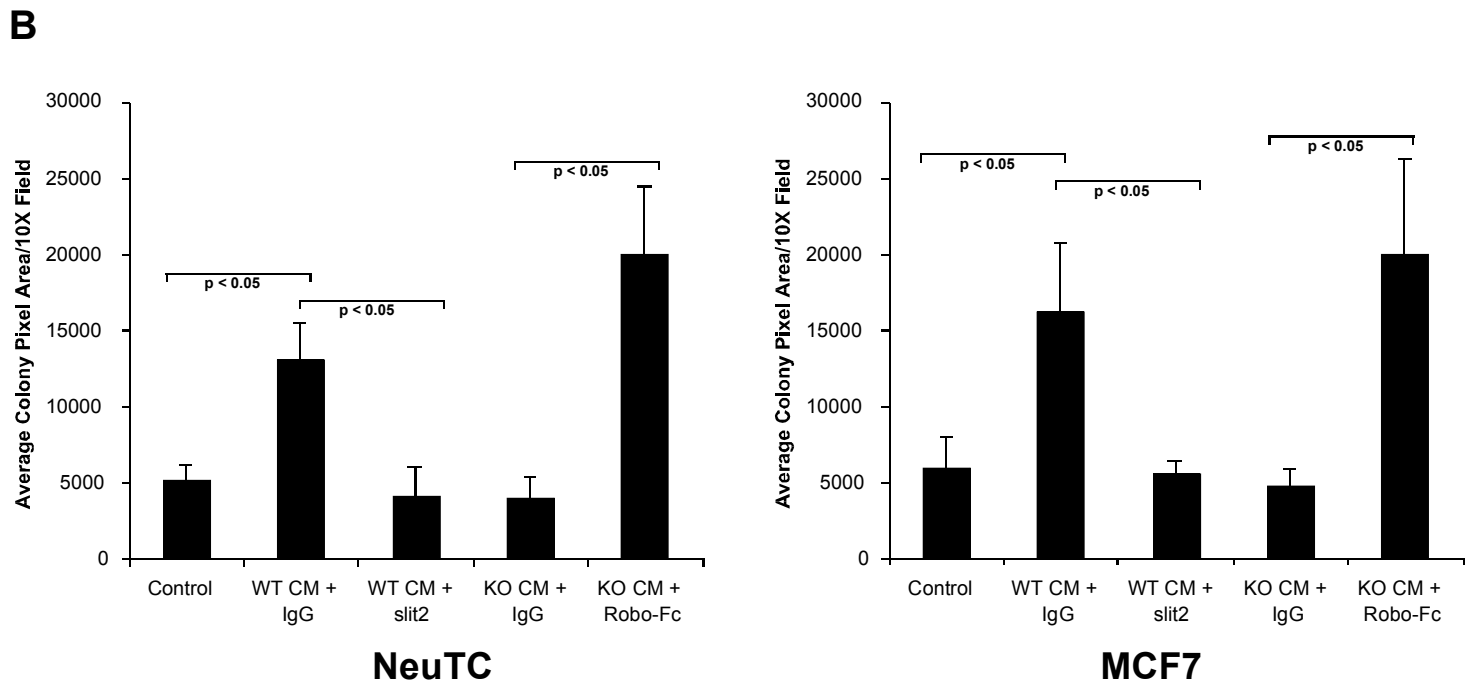 B
Average Colony Pixel Area/10X Field
30000
25000
20000
15000
10000
5000
0
p < 0.05
p < 0.05
p < 0.05
Control
WT CM +
IgG
WT CM +
slit2
KO CM +
IgG
KO CM +
Robo-Fc
NeuTC
Average Colony Pixel Area/10X Field
30000
25000
20000
15000
10000
5000
0
p < 0.05
p < 0.05
p < 0.05
Control
WT CM +
IgG
WT CM +
slit2
KO CM +
IgG
KO CM +
Robo-Fc
MCF7